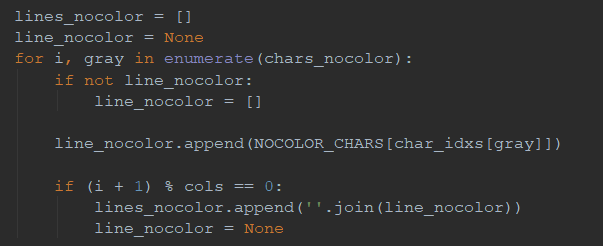 lines_nocolor = []
line_nocolor = None
for i, gray in enumerate(chars_nocolor):
    if not line_nocolor:
        line_nocolor = []

    line_nocolor.append(NOCOLOR_CHARS[char_idxs[gray]])

    if (i + 1) % cols == 0:
        lines_nocolor.append(''.join(line_nocolor))
        line_nocolor = None